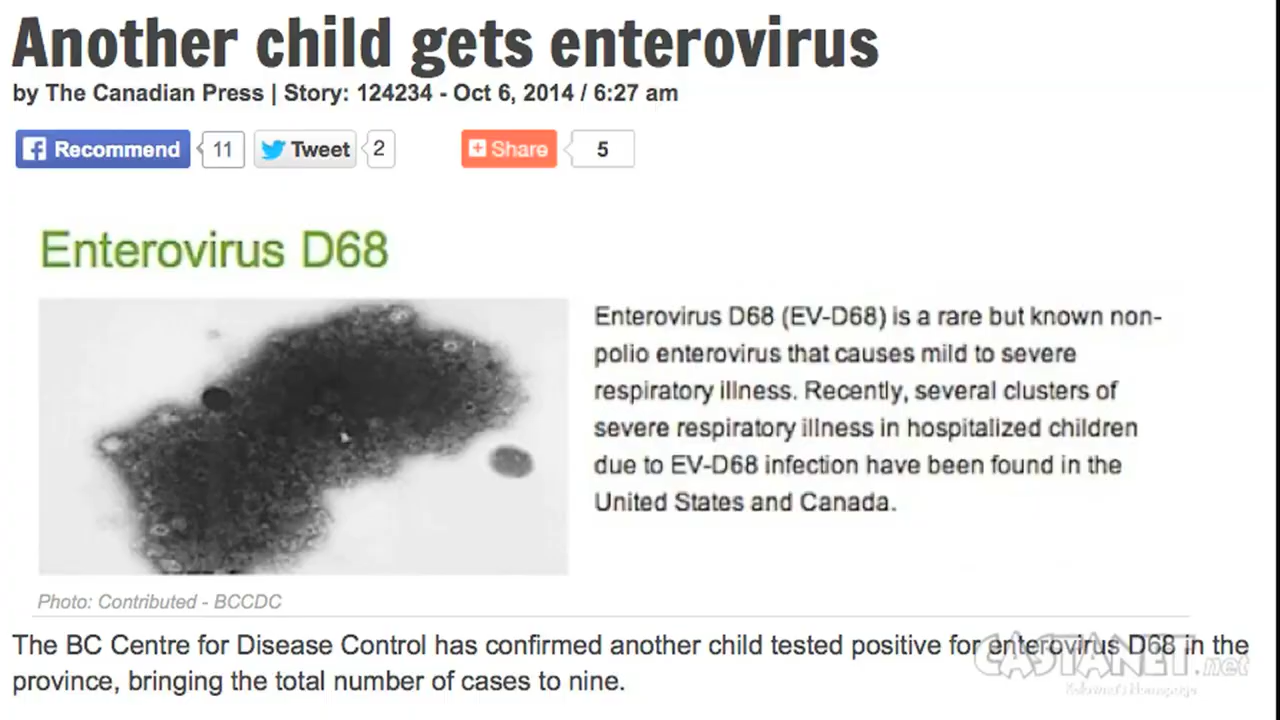 Another child gets enterovirus
by The Canadian Press | Story: 124234 - Oct 6, 2014 / 6:27 am
Recommend 11 Tweet 2 Share 5
Enterovirus D68
Enterovirus D68 (EV-D68) is a rare but known non-
polio enterovirus that causes mild to severe
respiratory illness. Recently, several clusters of
severe respiratory illness in hospitalized children
due to EV-D68 infection have been found in the
United States and Canada.
Photo: Contributed - BCCDC
The BC Centre for Disease Control has confirmed another child tested positive for enterovirus D68 in the
province, bringing the total number of cases to nine.
CASTANET.net
Kelowna's Homepage